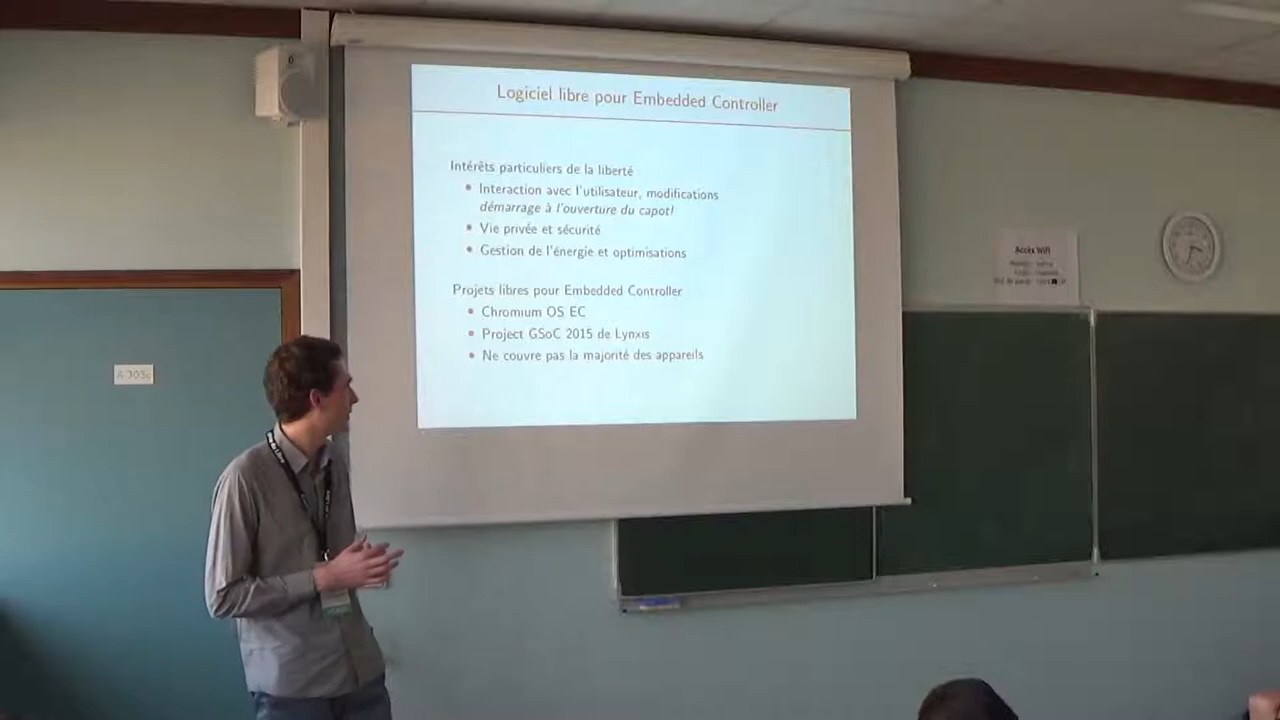 Logiciel libre pour Embedded Controller
Intérêts particuliers de la liberté
Interaction avec l'utilisateur, modifications
démarrage à l'ouverture du capot!
Vie privée et sécurité
Gestion de l'énergie et optimisations
Projets libres pour Embedded Controller
Chromium OS EC
Project GSoC 2015 de Lynxis
Ne couvre pas la majorité des appareils
Accès Wifi